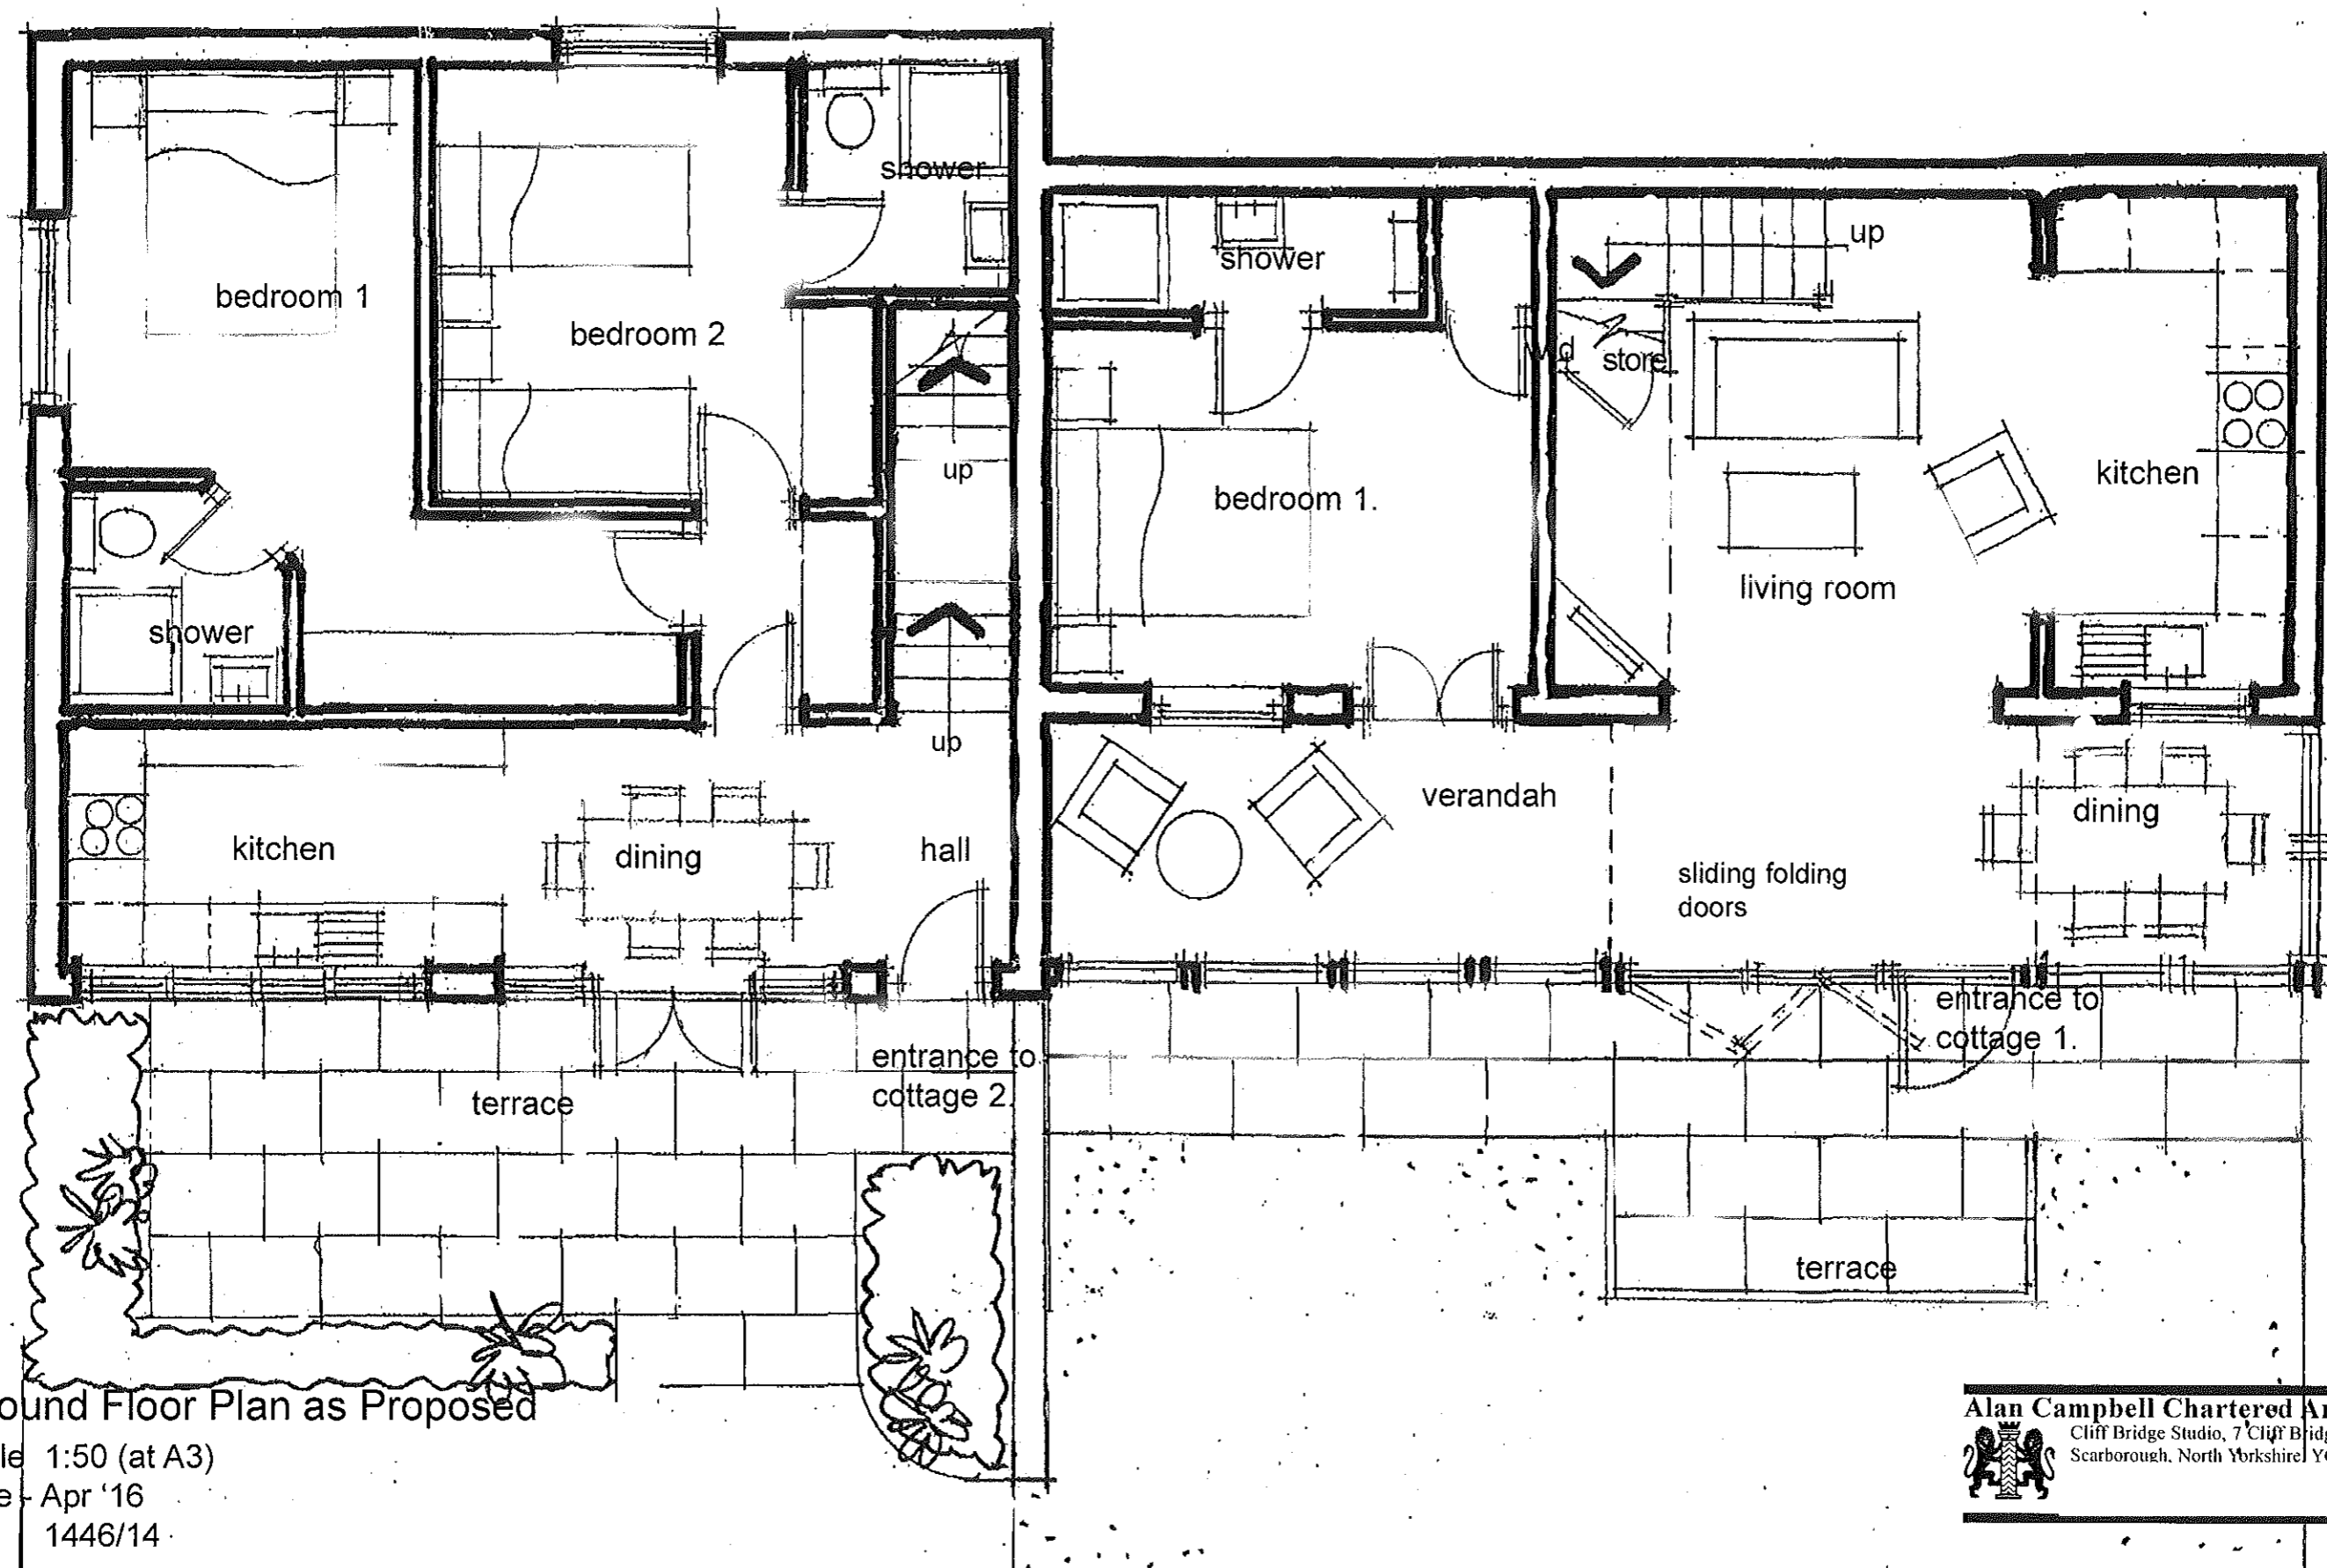 shower
bedroom 1
bedroom 2
up
shower
up
kitchen
dining
hall
entrance to
cottage 2.
terrace
shower
up
store
bedroom 1.
living room
kitchen
verandah
dining
sliding folding
doors
entrance to
cottage 1.
terrace
Floor Plan as Proposed
1:50 (at A3)
Apr ‘16
1446/14
Alan Campbell Chartered
Cliff Bridge Studio, 7 Cliff
Scarborough, North Yorkshire